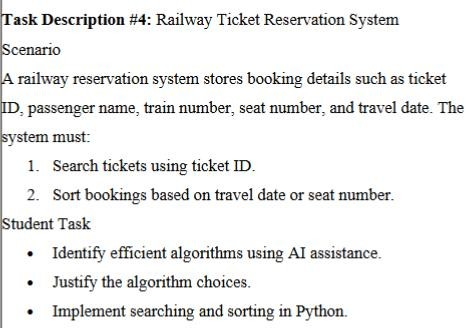 Task Description #4: Railway Ticket Reservation System
Scenario
A railway reservation system stores booking details such as ticket
ID, passenger name, train number, seat number, and travel date. The
system must:
1. Search tickets using ticket ID.
2. Sort bookings based on travel date or seat number.
Student Task
• Identify efficient algorithms using AI assistance.
• Justify the algorithm choices.
• Implement searching and sorting in Python.